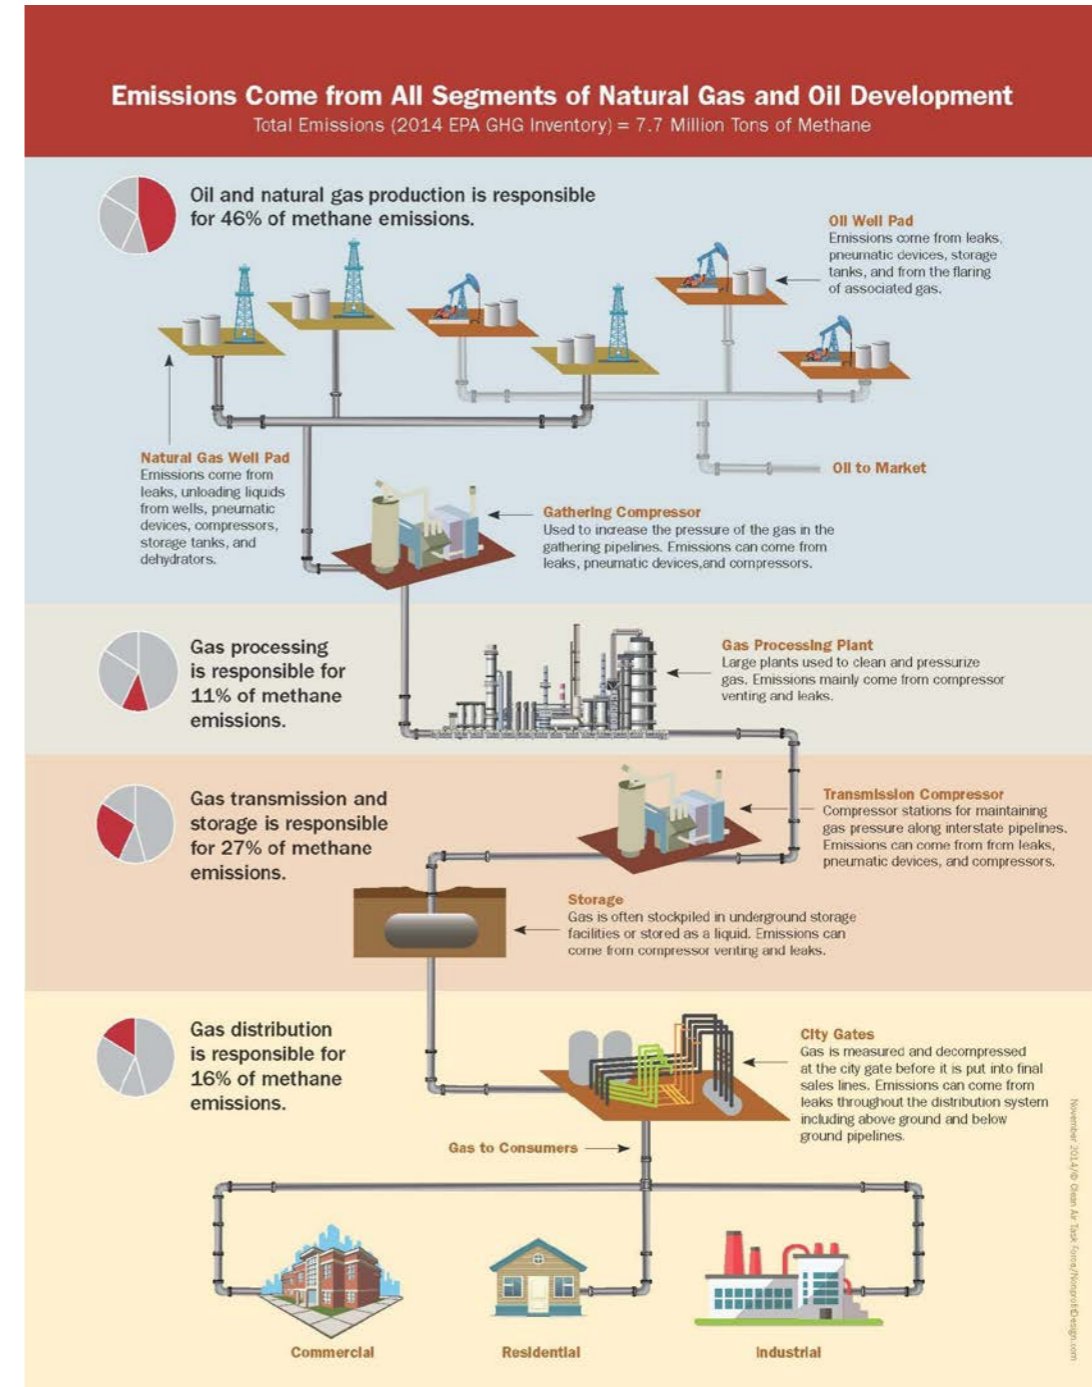 Emissions Come from All Segments of Natural Gas and Oil Development
Total Emissions (2014 EPA GHG Inventory) = 7.7 Million Tons of Methane
Oil and natural gas production is responsible
for 46% of methane emissions.
Oil Well Pad
Emissions come from leaks,
pneumatic devices, storage
tanks, and from the flaring
of associated gas.
Natural Gas Well Pad
Emissions come from
leaks, unloading liquids
from wells, pneumatic
devices, compressors,
storage tanks, and
dehydrators.
Oil to Market
Gathering Compressor
Used to increase the pressure of the gas in the
gathering pipelines. Emissions can come from
leaks, pneumatic devices,and compressors.
Gas processing
is responsible for
11% of methane
emissions.
Gas Processing Plant
Large plants used to clean and pressurize
gas. Emissions mainly come from compressor
venting and leaks.
Gas transmission and
storage is responsible
for 27% of methane
emissions.
Transmission Compressor
Compressor stations for maintaining
gas pressure along interstate pipelines.
Emissions can come from from leaks,
pneumatic devices, and compressors.
Storage
Gas is often stockpiled in underground storage
facilities or stored as a liquid. Emissions can
come from compressor venting and leaks.
Gas distribution
is responsible for
16% of methane
emissions.
City Gates
Gas is measured and decompressed
at the city gate before it is put into final
sales lines. Emissions can come from
leaks throughout the distribution system
including above ground and below
ground pipelines.
Gas to Consumers
Commercial
Residential
Industrial
November 2014/© Clean Air Task Force/NonprofitDesign.com